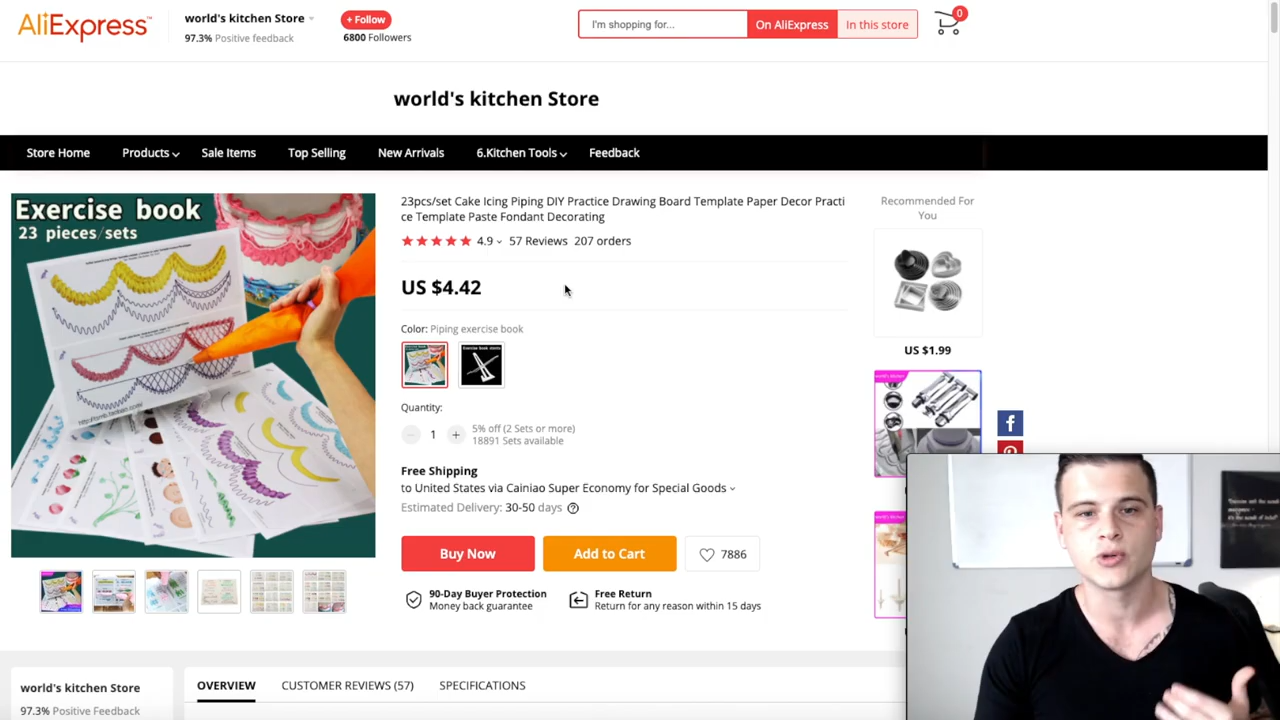 AliExpress™
world's kitchen Store
97.3% Positive feedback
+ Follow
6800 Followers
I'm shopping for...
On AliExpress
In this store
0
world's kitchen Store
Store Home
Products
Sale Items
Top Selling
New Arrivals
6.Kitchen Tools
Feedback
Exercise book
23 pieces/sets
23pcs/set Cake Icing Piping DIY Practice Drawing Board Template Paper Decor Practi
ce Template Paste Fondant Decorating
4.9
57 Reviews
207 orders
US $4.42
Color: Piping exercise book
Quantity:
1
5% off (2 Sets or more)
18891 Sets available
Free Shipping
to United States via Cainiao Super Economy for Special Goods
Estimated Delivery: 30-50 days
Buy Now
Add to Cart
7886
90-Day Buyer Protection
Money back guarantee
Free Return
Return for any reason within 15 days
Recommended For
You
US $1.99
world's kitchen Store
97.3% Positive Feedback
OVERVIEW
CUSTOMER REVIEWS (57)
SPECIFICATIONS